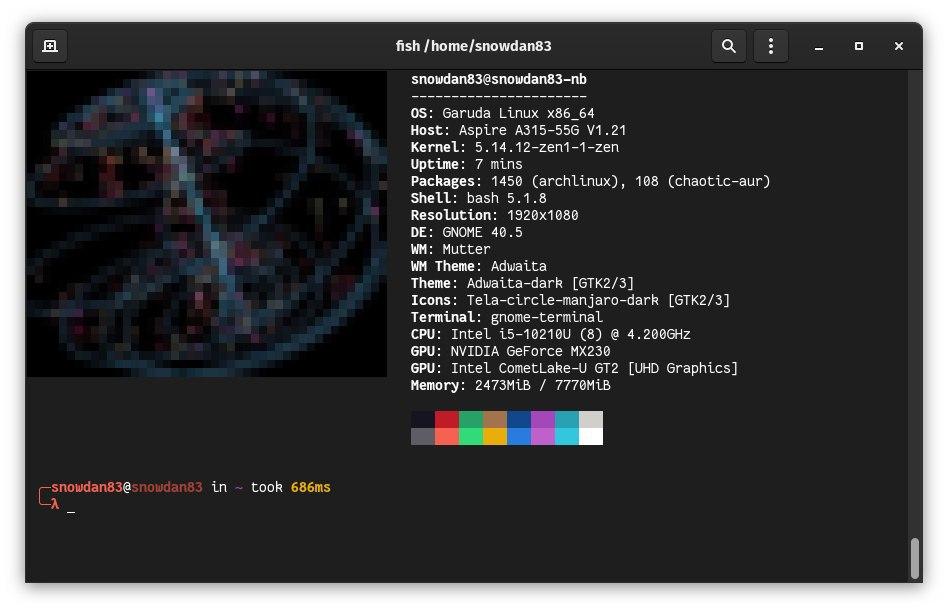 fish /home/snowdan83
snowdan83@snowdan83-nb
----------------------
OS: Garuda Linux x86_64
Host: Aspire A315-55G V1.21
Kernel: 5.14.12-zen1-1-zen
Uptime: 7 mins
Packages: 1450 (archlinux), 108 (chaotic-aur)
Shell: bash 5.1.8
Resolution: 1920x1080
DE: GNOME 40.5
WM: Mutter
WM Theme: Adwaita
Theme: Adwaita-dark [GTK2/3]
Icons: Tela-circle-manjaro-dark [GTK2/3]
Terminal: gnome-terminal
CPU: Intel i5-10210U (8) @ 4.200GHz
GPU: NVIDIA GeForce MX230
GPU: Intel CometLake-U GT2 [UHD Graphics]
Memory: 2473MiB / 7770MiB
╭─snowdan83@snowdan83 in ~ took 686ms
╰─λ _